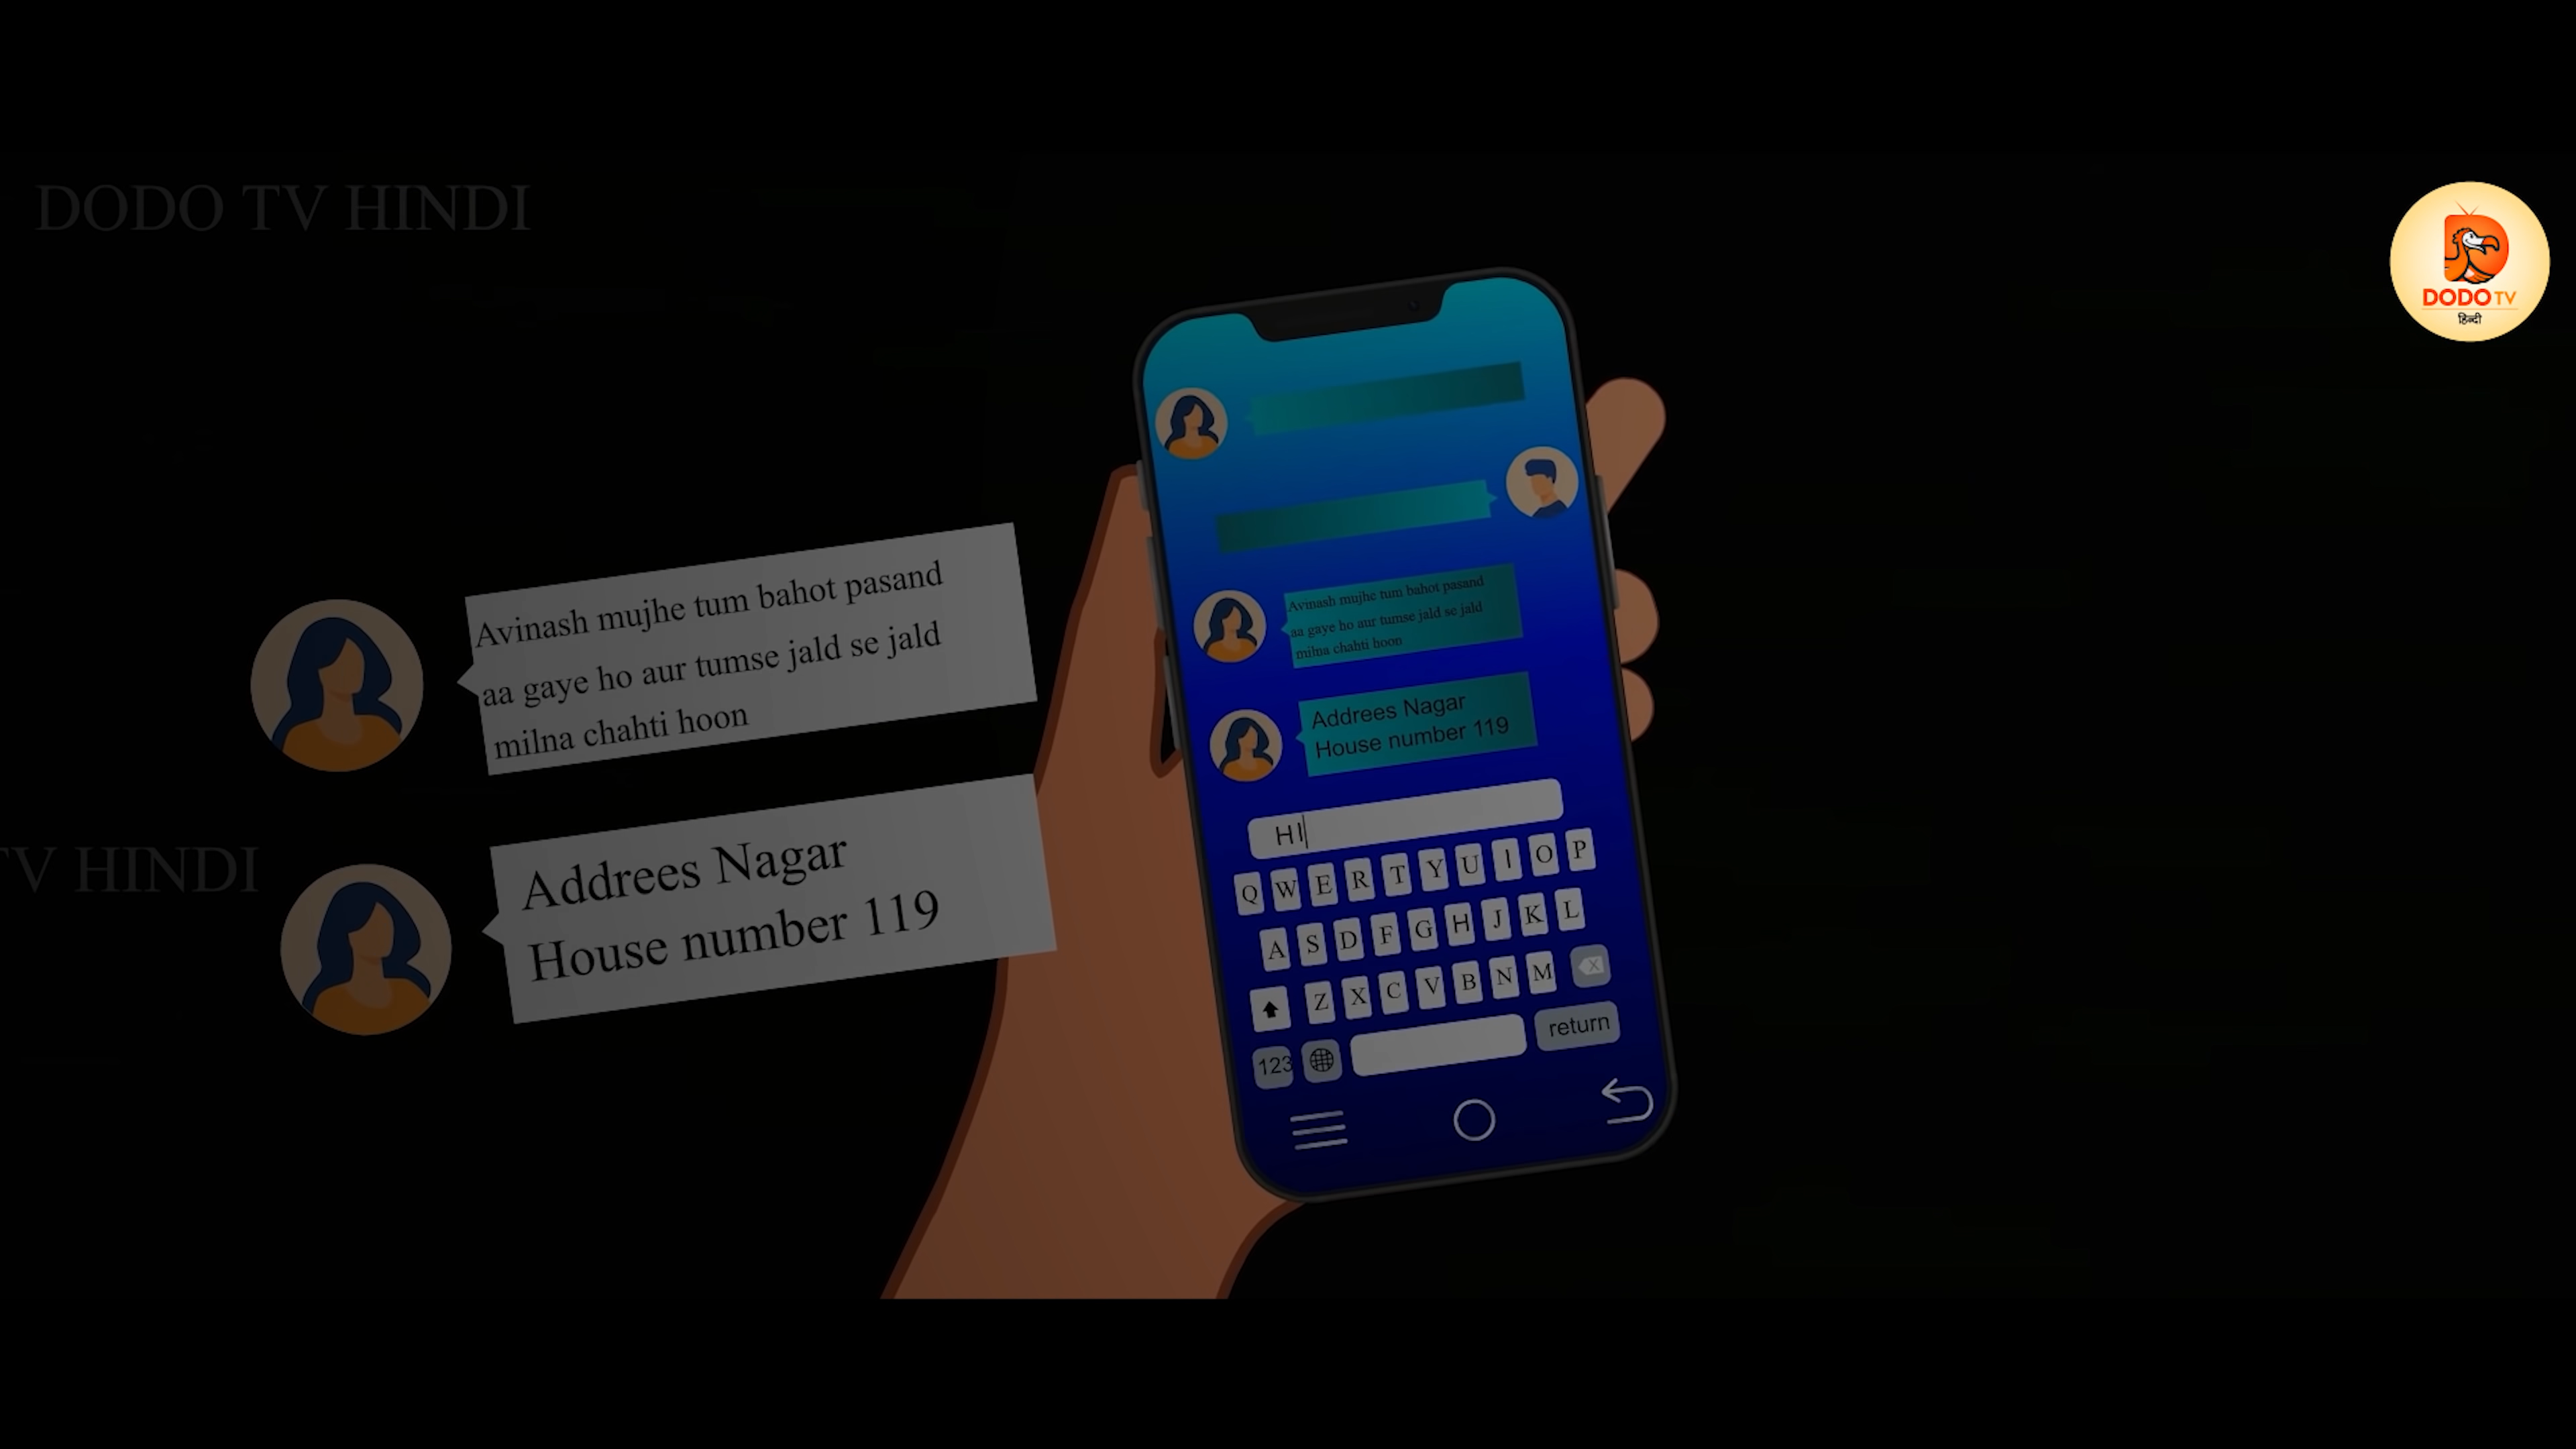 DODO TV HINDI
DODO TV
हिन्दी
Avinash mujhe tum bahot pasand
aa gaye ho aur tumse jald se jald
milna chahti hoon
Addrees Nagar
House number 119
TV HINDI
Avinash mujhe tum bahot pasand
aa gaye ho aur tumse jald se jald
milna chahti hoon
Addrees Nagar
House number 119
HI
Q W E R T Y U I O P
A S D F G H J K L
Z X C V B N M
123
return